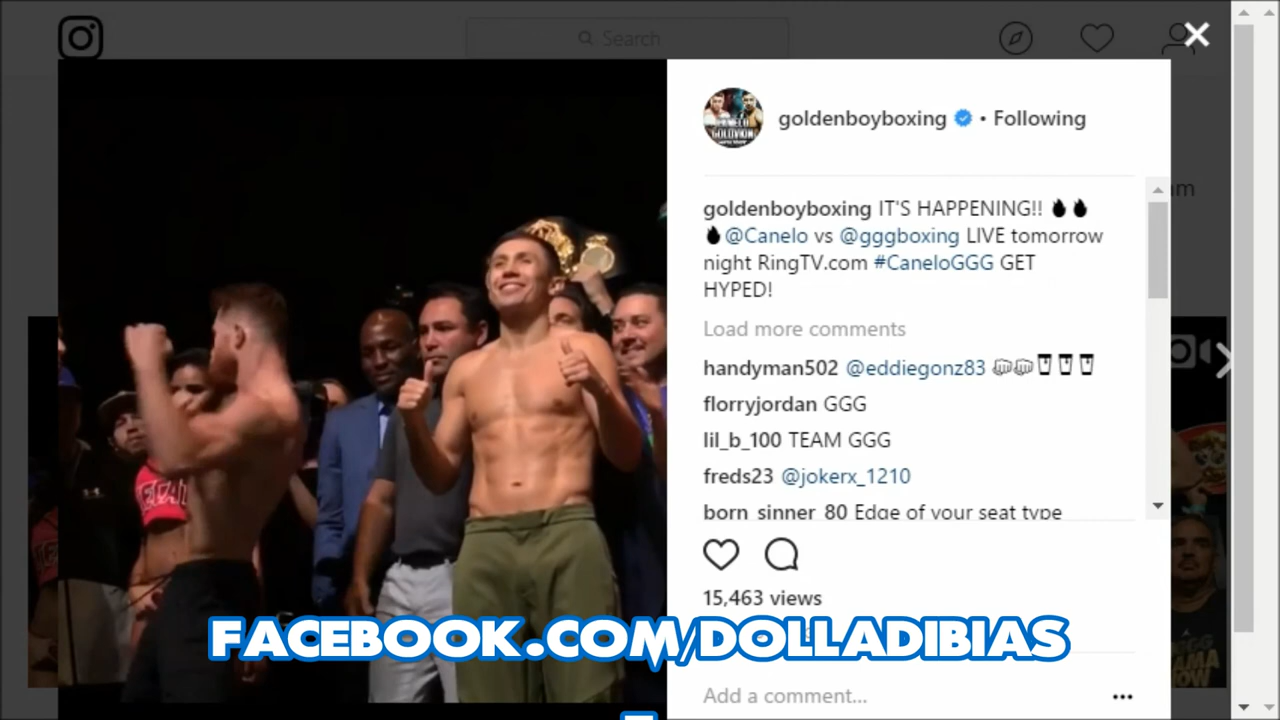 Search
goldenboyboxing • Following
goldenboyboxing IT'S HAPPENING!!
@Canelo vs @gggboxing LIVE tomorrow
night RingTV.com #CaneloGGG GET
HYPED!
Load more comments
handyman502 @eddiegonz83
florryjordan GGG
lil_b_100 TEAM GGG
freds23 @jokerx_1210
born_sinner_80 Edge of your seat type
15,463 views
FACEBOOK.COM/DOLLADIBIAS
Add a comment...